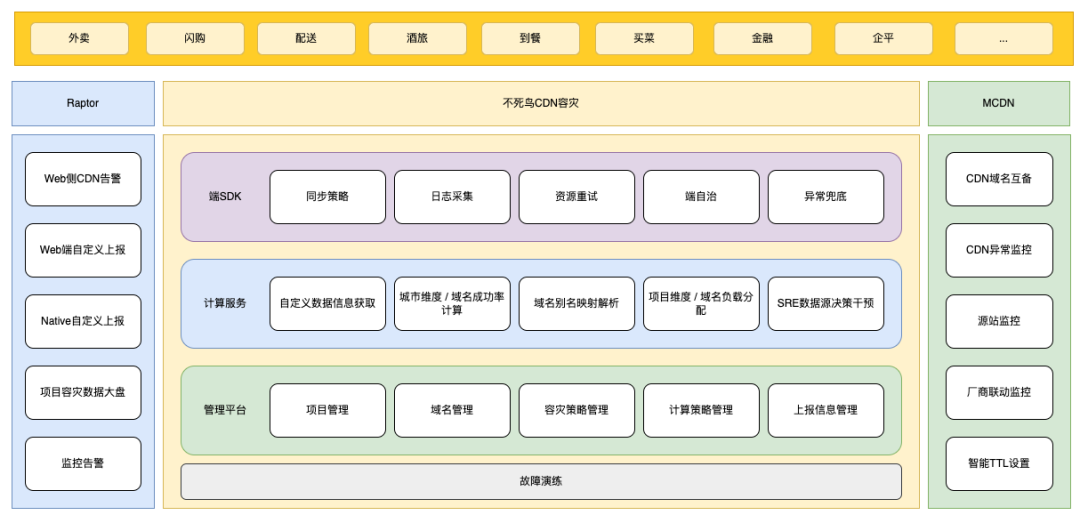 外卖
闪购
配送
酒旅
到餐
买菜
金融
企平
...
Raptor
不死鸟CDN容灾
MCDN
Web侧CDN告警
Web端自定义上报
Native自定义上报
项目容灾数据大盘
监控告警
端SDK
同步策略
日志采集
资源重试
端自治
异常兜底
计算服务
自定义数据信息获取
城市维度 / 域名成功率
计算
域名别名映射解析
项目维度 / 域名负载分
配
SRE数据源决策干预
管理平台
项目管理
域名管理
容灾策略管理
计算策略管理
上报信息管理
故障演练
CDN域名互备
CDN异常监控
源站监控
厂商联动监控
智能TTL设置